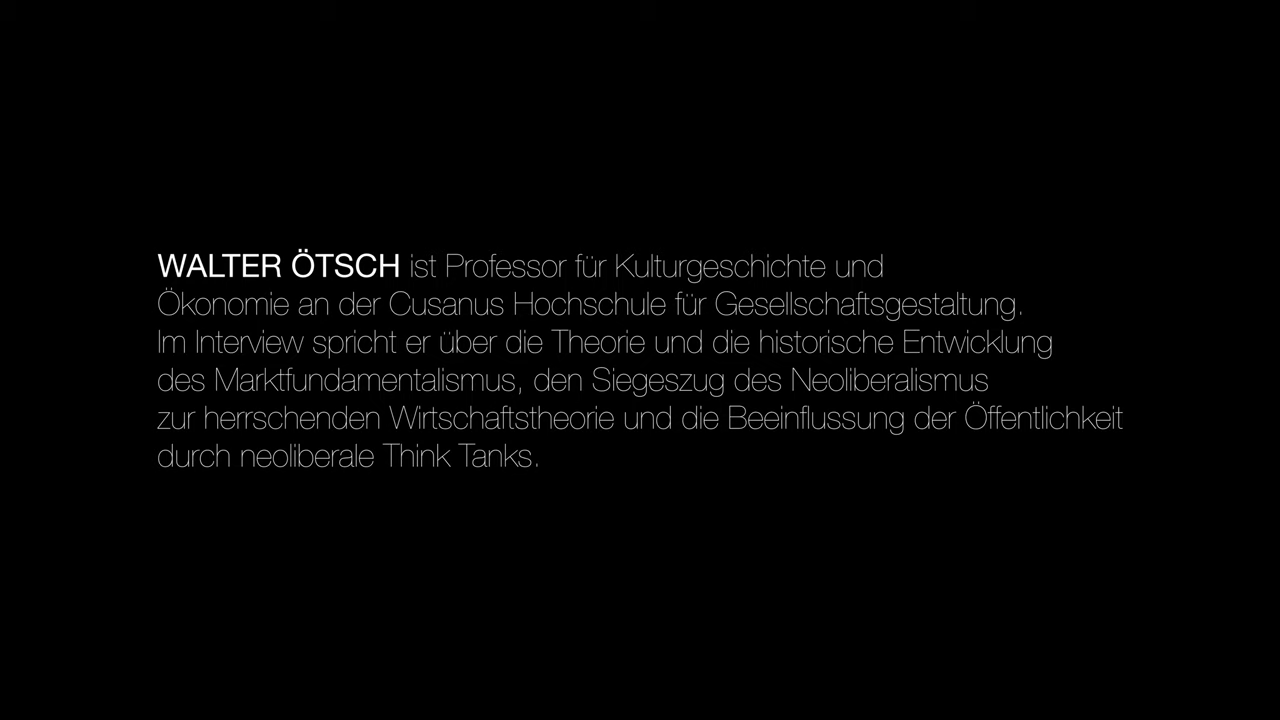 WALTER ÖTSCH ist Professor für Kulturgeschichte und
Ökonomie an der Cusanus Hochschule für Gesellschaftsgestaltung.
Im Interview spricht er über die Theorie und die historische Entwicklung
des Marktfundamentalismus, den Siegeszug des Neoliberalismus
zur herrschenden Wirtschaftstheorie und die Beeinflussung der Öffentlichkeit
durch neoliberale Think Tanks.